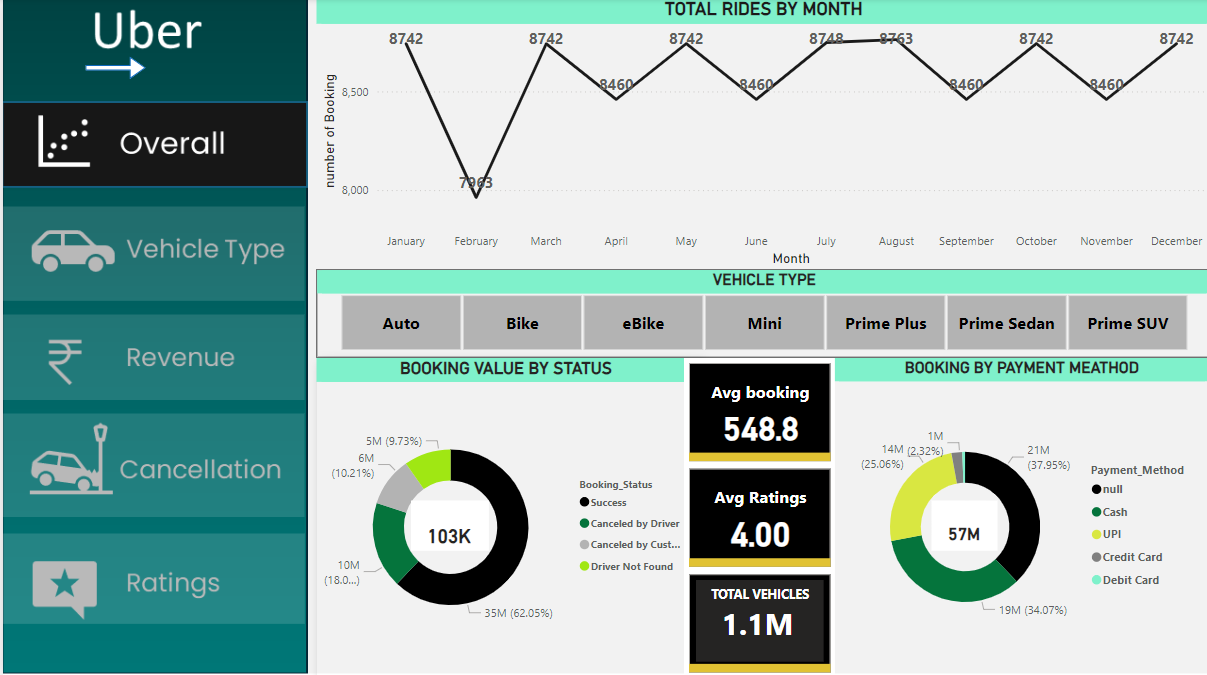 Uber
Overall
Vehicle Type
Revenue
Cancellation
Ratings
TOTAL RIDES BY MONTH
number of Booking
8,500
8,000
8742
7963
8742
8460
8742
8460
8748
8763
8460
8742
8460
8742
January February March April May June July August September October November December
Month
VEHICLE TYPE
Auto Bike eBike Mini Prime Plus Prime Sedan Prime SUV
BOOKING VALUE BY STATUS
5M (9.73%)
6M
(10.21%)
10M
(18.0...)
35M (62.05%)
103K
Booking_Status
Success
Canceled by Driver
Canceled by Cust...
Driver Not Found
Avg booking
548.8
Avg Ratings
4.00
TOTAL VEHICLES
1.1M
BOOKING BY PAYMENT MEATHOD
1M
(2.32%)
14M
(25.06%)
21M
(37.95%)
19M (34.07%)
57M
Payment_Method
null
Cash
UPI
Credit Card
Debit Card